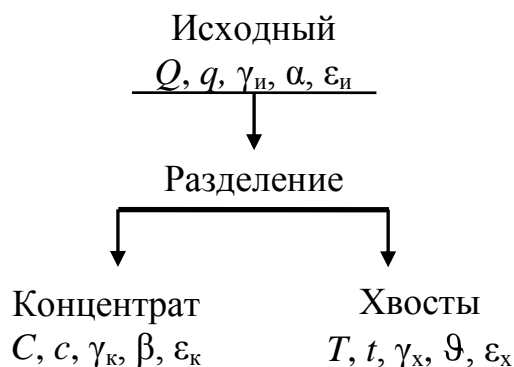 Исходный
Q, q, γи, α, εи
Разделение
Концентрат
C, c, γк, β, εк
Хвосты
T, t, γх, ϑ, εх